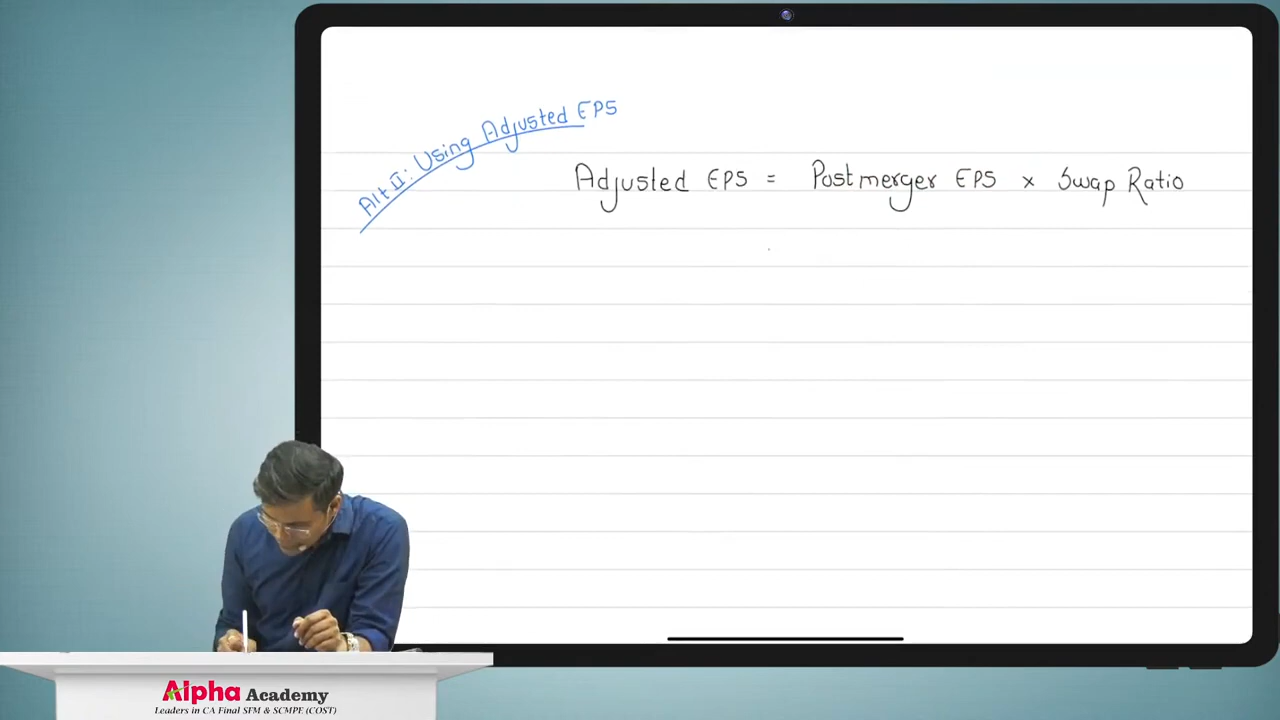 Alt II: Using Adjusted EPS
Adjusted EPS = Postmerger EPS x Swap Ratio
Alpha Academy
Leaders in CA Final SFM & SCMPE (COST)